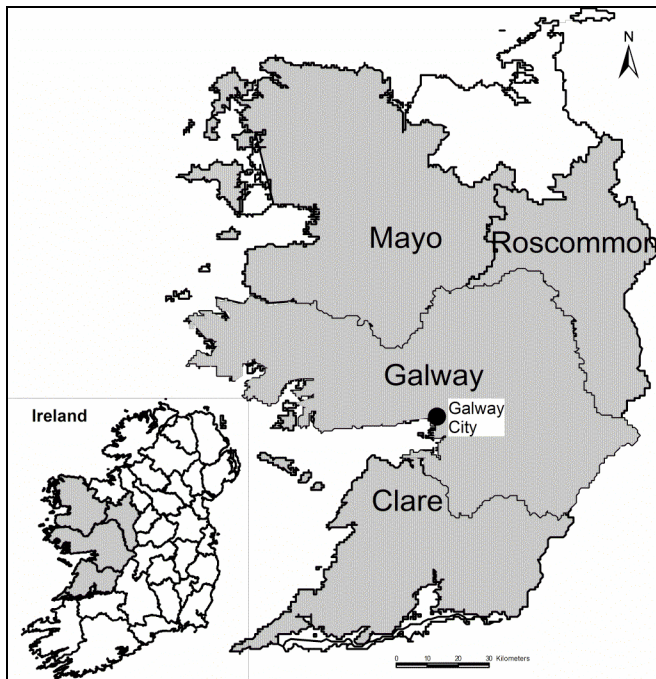 N
Mayo
Roscommon
Galway
Galway
City
Ireland
Clare
0 10 20 30 Kilometers